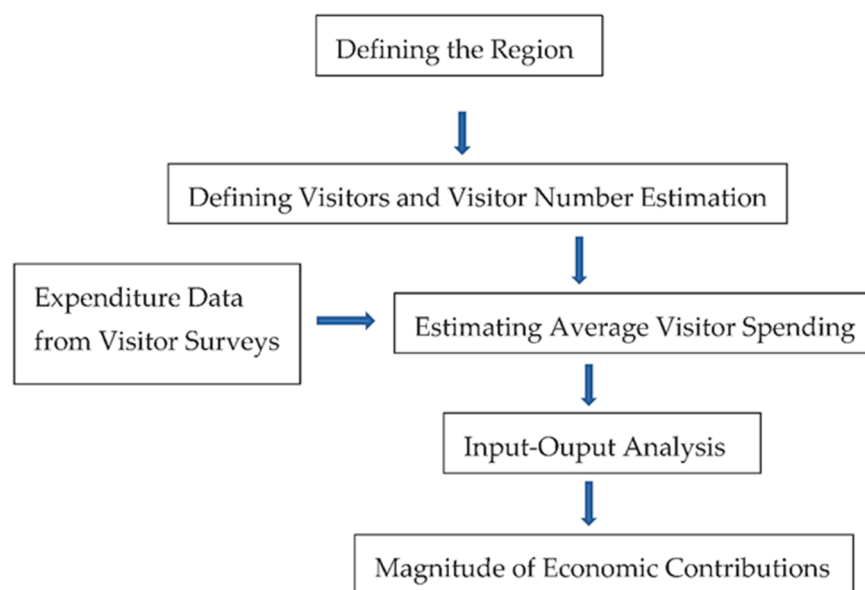 Defining the Region
Defining Visitors and Visitor Number Estimation
Expenditure Data
from Visitor Surveys
Estimating Average Visitor Spending
Input-Ouput Analysis
Magnitude of Economic Contributions